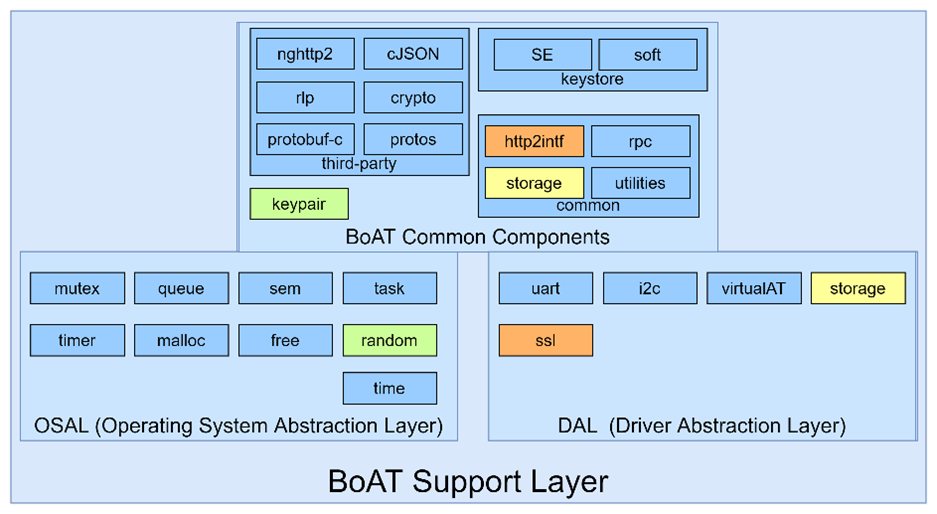 nghttp2 cJSON
rlp crypto
protobuf-c protos
third-party
SE soft
keystore
http2intf rpc
storage utilities
common
keypair
BoAT Common Components
mutex queue sem task
timer malloc free random
time
OSAL (Operating System Abstraction Layer)
uart i2c virtualAT storage
ssl
DAL (Driver Abstraction Layer)
BoAT Support Layer